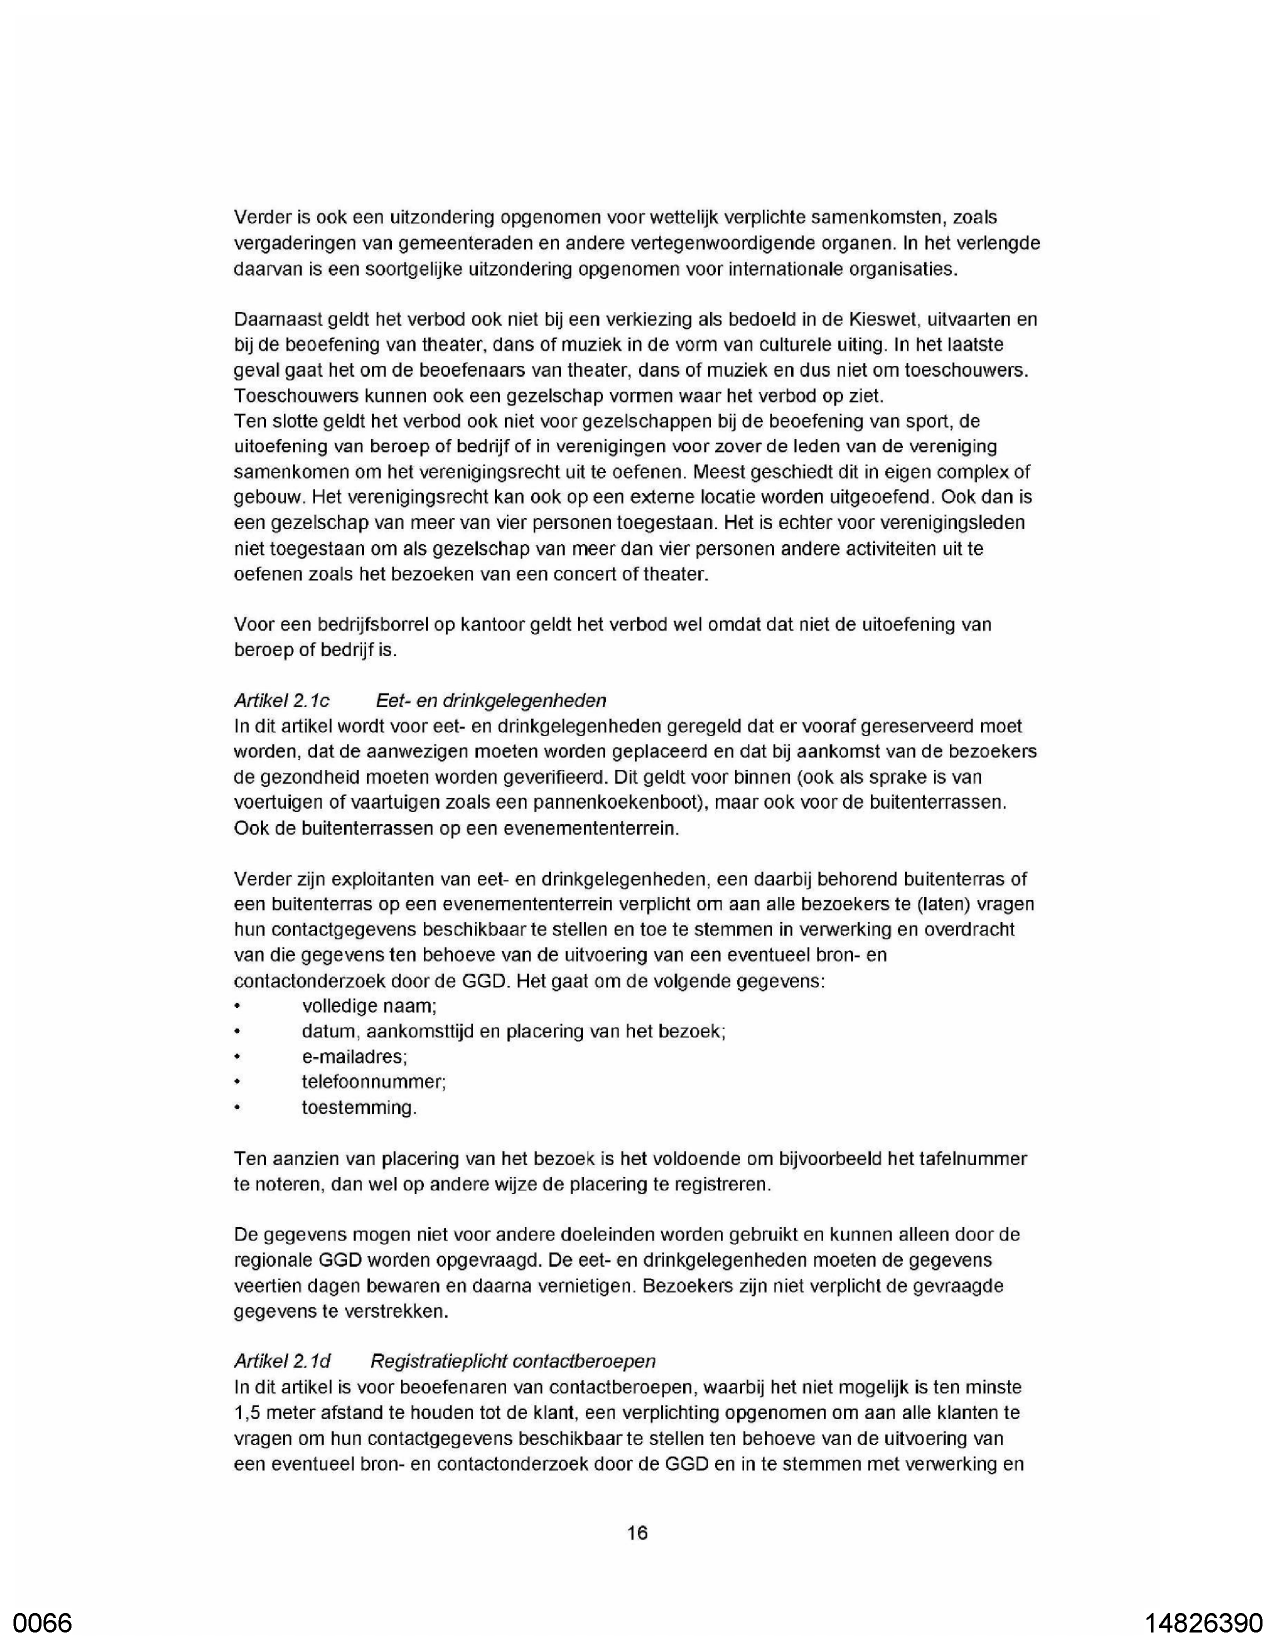 Verder is ook een uitzondering opgenomen voor wettelijk verplichte samenkomsten, zoals
vergaderingen van gemeenteraden en andere vertegenwoordigende organen. In het verlengde
daarvan is een soortgelijke uitzondering opgenomen voor internationale organisaties.

Daarnaast geldt het verbod ook niet bij een verkiezing als bedoeld in de Kieswet, uitvaarten en
bij de beoefening van theater, dans of muziek in de vorm van culturele uiting. In het laatste
geval gaat het om de beoefenaars van theater, dans of muziek en dus niet om toeschouwers.
Toeschouwers kunnen ook een gezelschap vormen waar het verbod op ziet.
Ten slotte geldt het verbod ook niet voor gezelschappen bij de beoefening van sport, de
uitoefening van beroep of bedrijf of in verenigingen voor zover de leden van de vereniging
samenkomen om het verenigingsrecht uit te oefenen. Meest geschiedt dit in eigen complex of
gebouw. Het verenigingsrecht kan ook op een externe locatie worden uitgeoefend. Ook dan is
een gezelschap van meer van vier personen toegestaan. Het is echter voor verenigingsleden
niet toegestaan om als gezelschap van meer dan vier personen andere activiteiten uit te
oefenen zoals het bezoeken van een concert of theater.

Voor een bedrijfsborrel op kantoor geldt het verbod wel omdat dat niet de uitoefening van
beroep of bedrijf is.

Artikel 2.1c Eet- en drinkgelegenheden
In dit artikel wordt voor eet- en drinkgelegenheden geregeld dat er vooraf gereserveerd moet
worden, dat de aanwezigen moeten worden geplaceerd en dat bij aankomst van de bezoekers
de gezondheid moeten worden geverifieerd. Dit geldt voor binnen (ook als sprake is van
voertuigen of vaartuigen zoals een pannenkoekenboot), maar ook voor de buitenterrassen.
Ook de buitenterrassen op een evenemententerrein.

Verder zijn exploitanten van eet- en drinkgelegenheden, een daarbij behorend buitenterras of
een buitenterras op een evenemententerrein verplicht om aan alle bezoekers te (laten) vragen
hun contactgegevens beschikbaar te stellen en toe te stemmen in verwerking en overdracht
van die gegevens ten behoeve van de uitvoering van een eventueel bron- en
contactonderzoek door de GGD. Het gaat om de volgende gegevens:
• volledige naam;
• datum, aankomsttijd en placering van het bezoek;
• e-mailadres;
• telefoonnummer;
• toestemming.

Ten aanzien van placering van het bezoek is het voldoende om bijvoorbeeld het tafelnummer
te noteren, dan wel op andere wijze de placering te registreren.

De gegevens mogen niet voor andere doeleinden worden gebruikt en kunnen alleen door de
regionale GGD worden opgevraagd. De eet- en drinkgelegenheden moeten de gegevens
veertien dagen bewaren en daarna vernietigen. Bezoekers zijn niet verplicht de gevraagde
gegevens te verstrekken.

Artikel 2.1d Registratieplicht contactberoepen
In dit artikel is voor beoefenaren van contactberoepen, waarbij het niet mogelijk is ten minste
1,5 meter afstand te houden tot de klant, een verplichting opgenomen om aan alle klanten te
vragen om hun contactgegevens beschikbaar te stellen ten behoeve van de uitvoering van
een eventueel bron- en contactonderzoek door de GGD en in te stemmen met verwerking en

16

0066
14826390